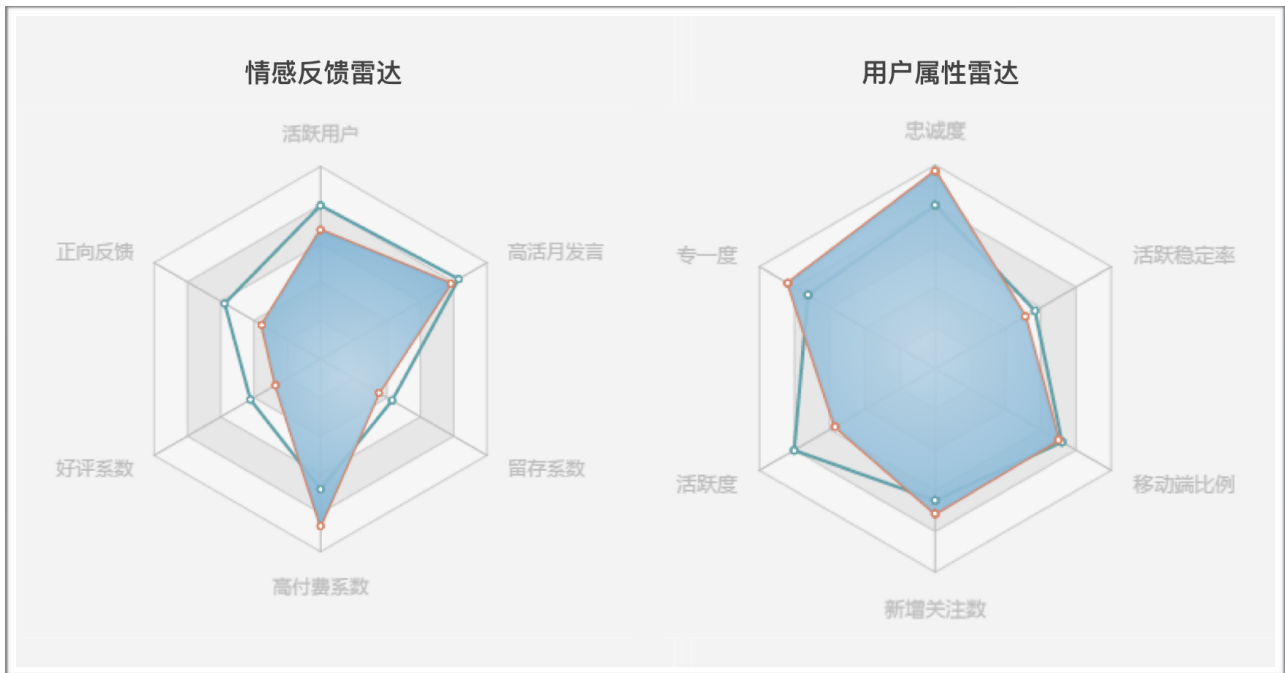 情感反馈雷达
活跃用户
正向反馈
高活月发言
好评系数
留存系数
高付费系数
用户属性雷达
忠诚度
专一度
活跃稳定率
活跃度
移动端比例
新增关注数